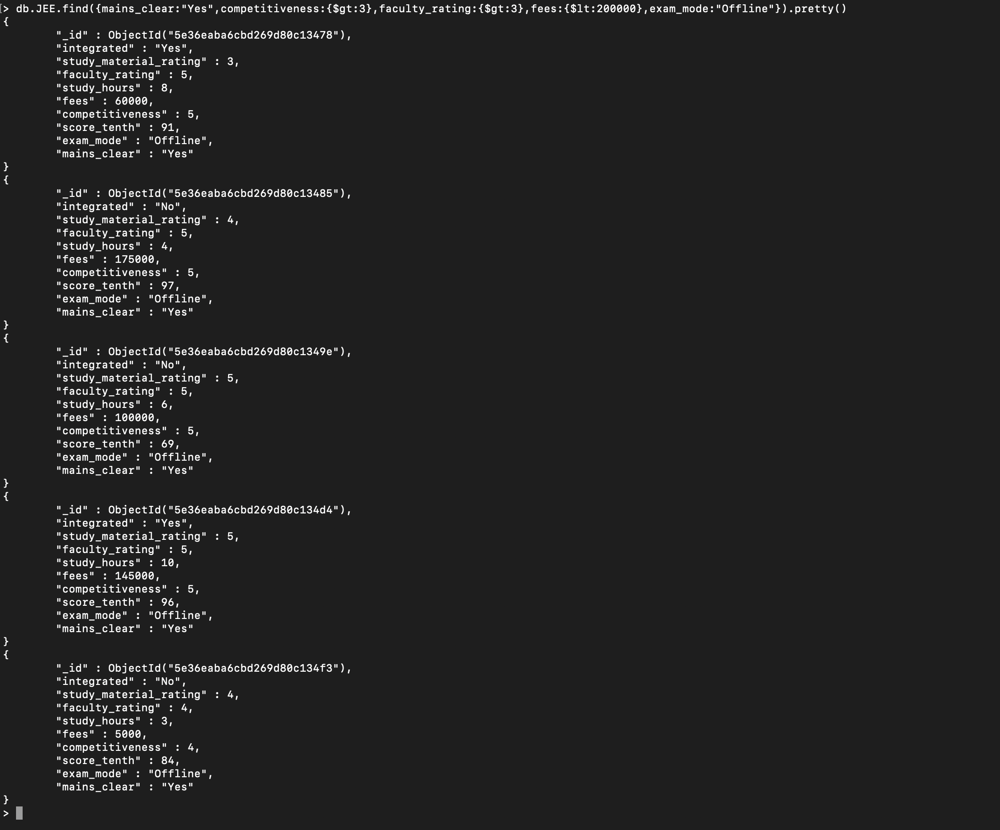 > db.JEE.find({mains_clear:"Yes",competitiveness:{$gt:3},faculty_rating:{$gt:3},fees:{$lt:200000},exam_mode:"Offline"}).pretty()
{
"_id" : ObjectId("5e36eaba6cbd269d80c13478"),
"integrated" : "Yes",
"study_material_rating" : 3,
"faculty_rating" : 5,
"study_hours" : 8,
"fees" : 60000,
"competitiveness" : 5,
"score_tenth" : 91,
"exam_mode" : "Offline",
"mains_clear" : "Yes"
}
{
"_id" : ObjectId("5e36eaba6cbd269d80c13485"),
"integrated" : "No",
"study_material_rating" : 4,
"faculty_rating" : 5,
"study_hours" : 4,
"fees" : 175000,
"competitiveness" : 5,
"score_tenth" : 97,
"exam_mode" : "Offline",
"mains_clear" : "Yes"
}
{
"_id" : ObjectId("5e36eaba6cbd269d80c1349e"),
"integrated" : "No",
"study_material_rating" : 5,
"faculty_rating" : 5,
"study_hours" : 6,
"fees" : 100000,
"competitiveness" : 5,
"score_tenth" : 69,
"exam_mode" : "Offline",
"mains_clear" : "Yes"
}
{
"_id" : ObjectId("5e36eaba6cbd269d80c134d4"),
"integrated" : "Yes",
"study_material_rating" : 5,
"faculty_rating" : 5,
"study_hours" : 10,
"fees" : 145000,
"competitiveness" : 5,
"score_tenth" : 96,
"exam_mode" : "Offline",
"mains_clear" : "Yes"
}
{
"_id" : ObjectId("5e36eaba6cbd269d80c134f3"),
"integrated" : "No",
"study_material_rating" : 4,
"faculty_rating" : 4,
"study_hours" : 3,
"fees" : 5000,
"competitiveness" : 4,
"score_tenth" : 84,
"exam_mode" : "Offline",
"mains_clear" : "Yes"
}
>